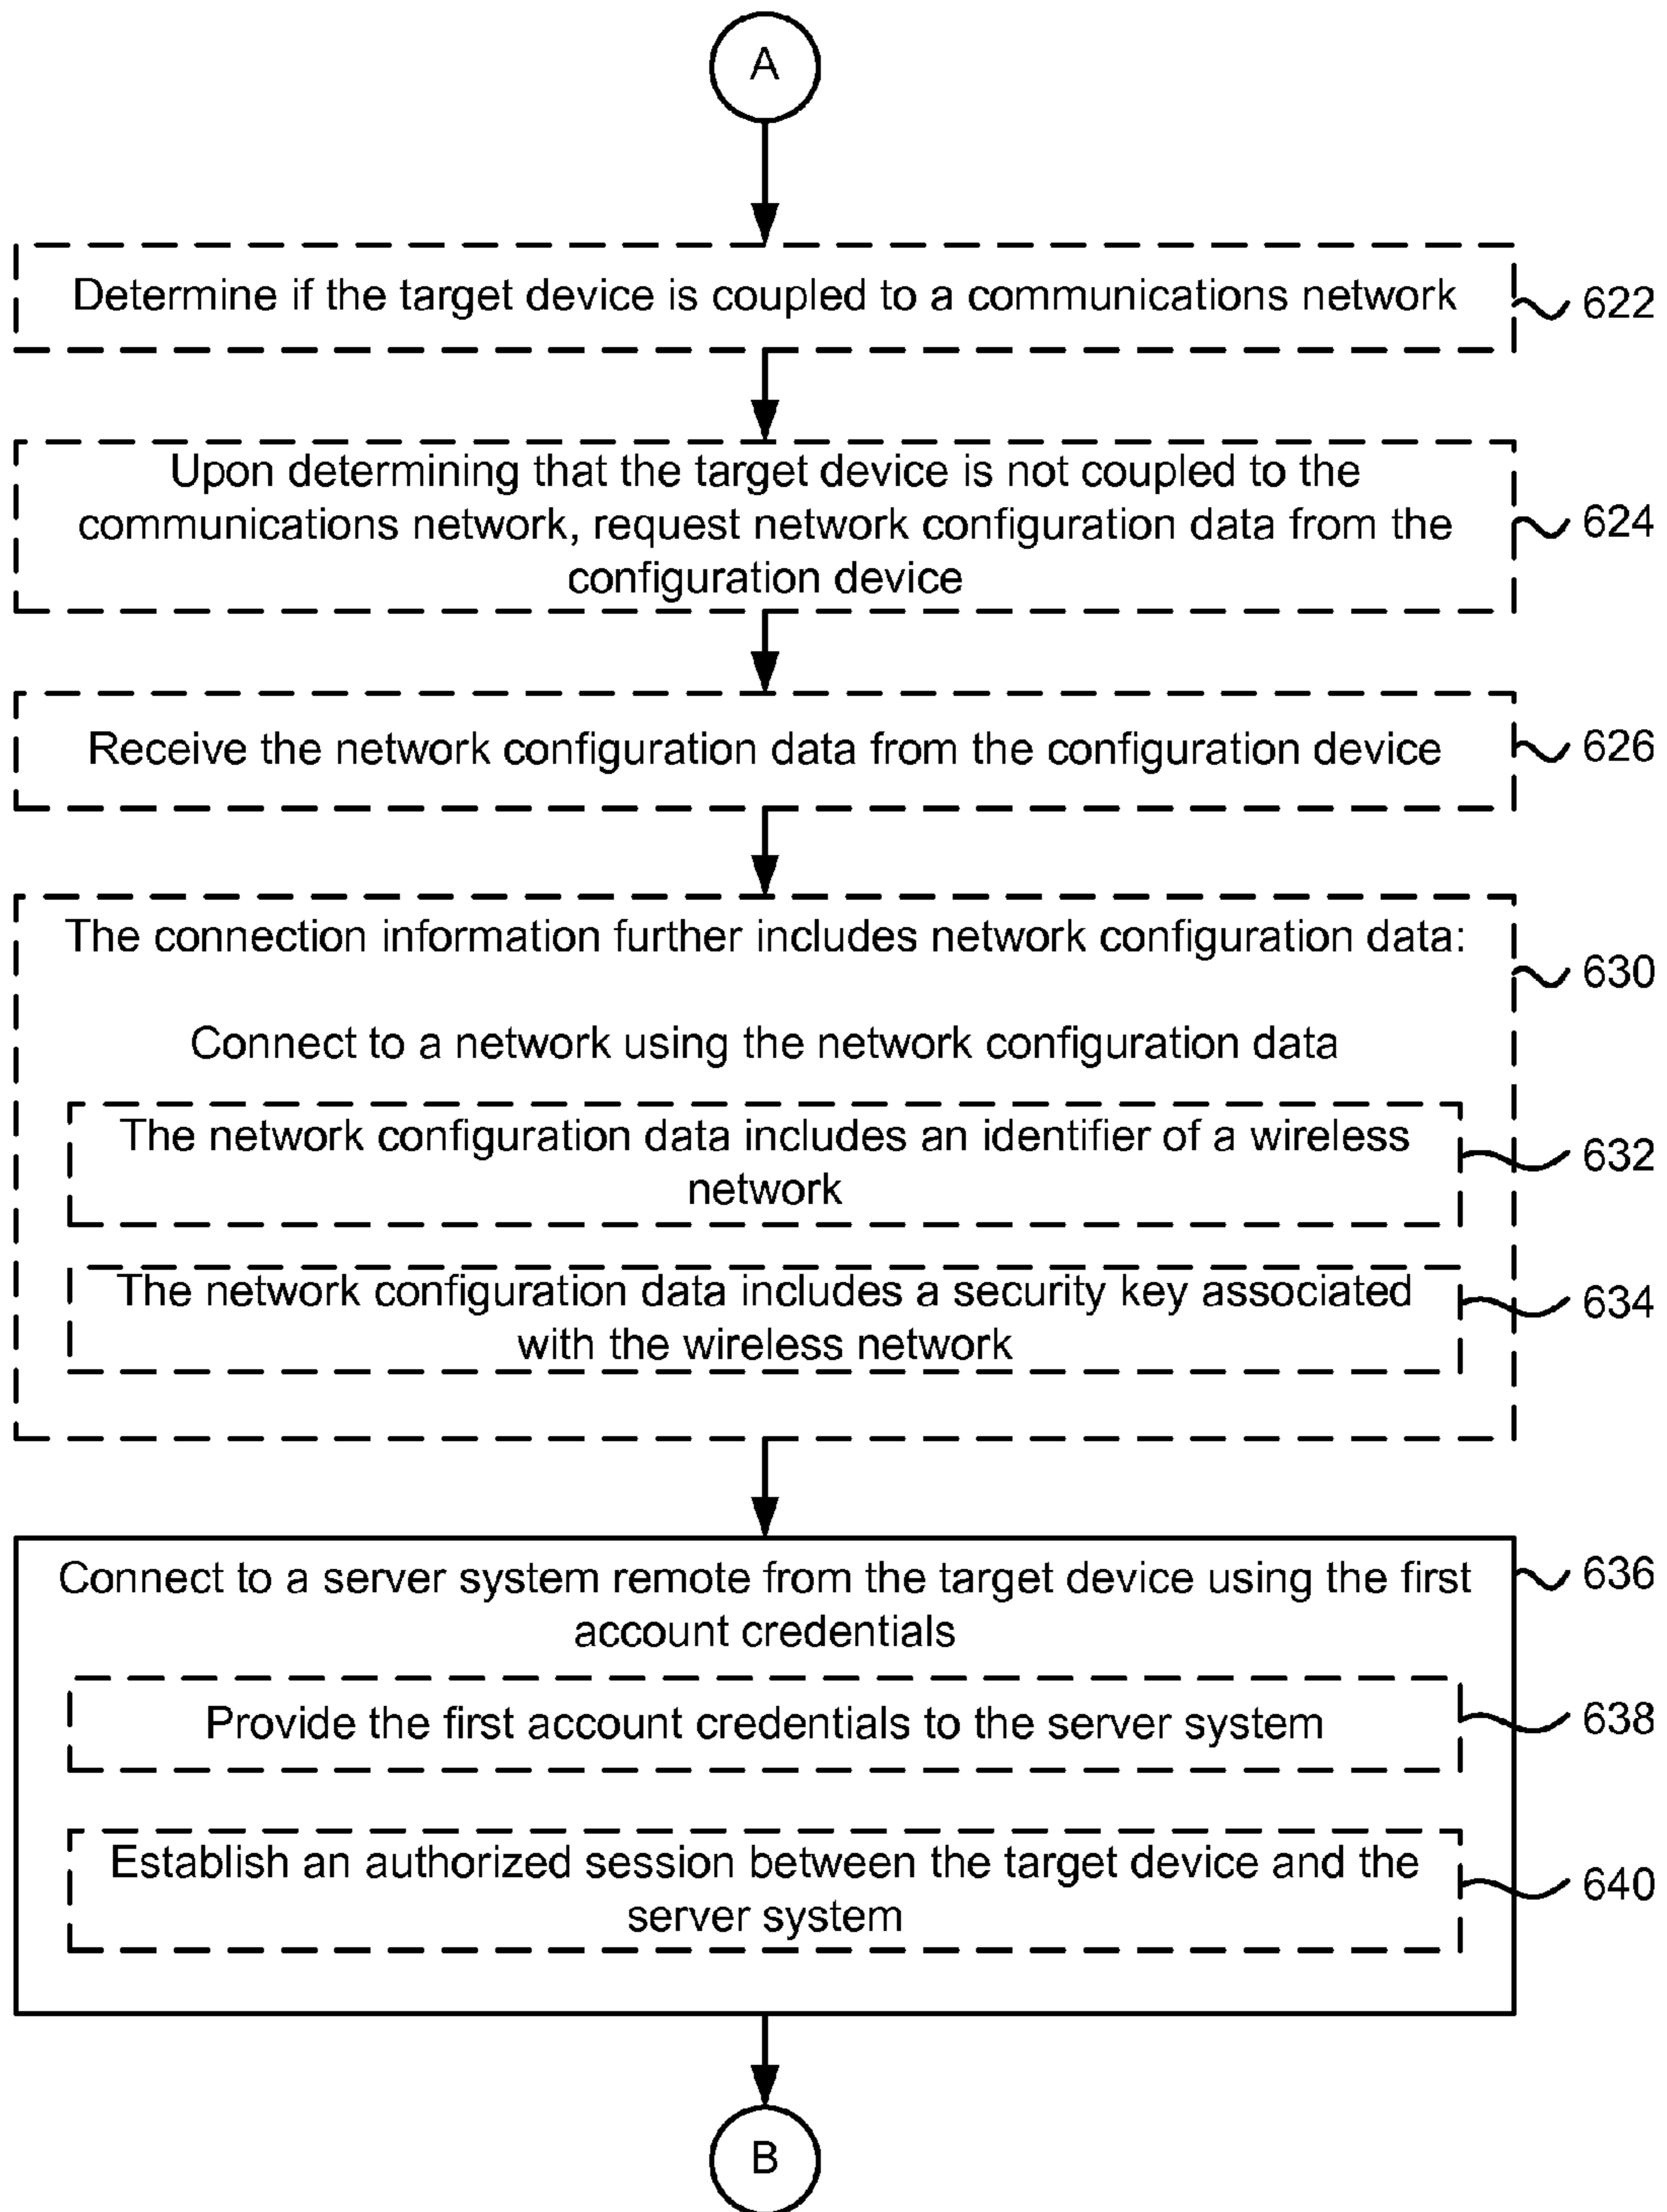 A
Determine if the target device is coupled to a communications network
622
Upon determining that the target device is not coupled to the
communications network, request network configuration data from the
configuration device
624
Receive the network configuration data from the configuration device
626
The connection information further includes network configuration data:
630
Connect to a network using the network configuration data
The network configuration data includes an identifier of a wireless
network
632
The network configuration data includes a security key associated
with the wireless network
634
Connect to a server system remote from the target device using the first
account credentials
636
Provide the first account credentials to the server system
638
Establish an authorized session between the target device and the
server system
640
B